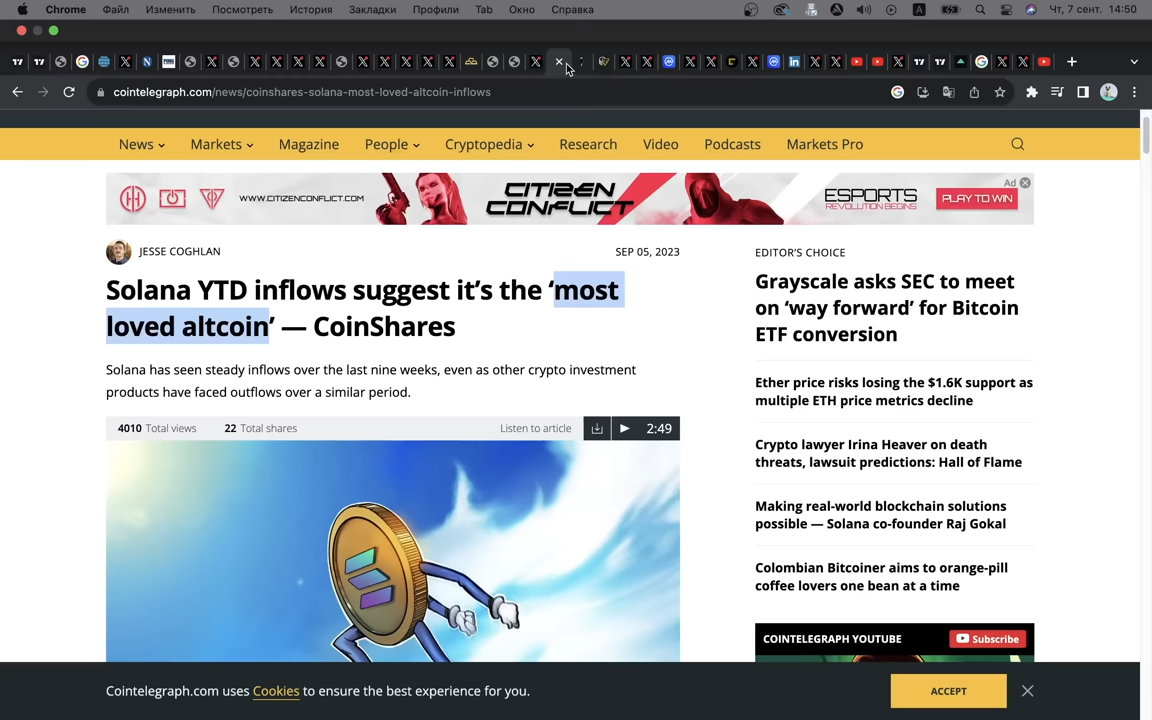 Chrome Файл Изменить Посмотреть История Закладки Профили Tab Окно Справка A Чт, 7 сент. 14:50
cointelegraph.com/news/coinshares-solana-most-loved-altcoin-inflows
News Markets Magazine People Cryptopedia Research Video Podcasts Markets Pro
WWW.CITIZENCONFLICT.COM
CITIZEN
CONFLICT
ESPORTS
REVOLUTION BEGINS
PLAY TO WIN
Ad
JESSE COGHLAN SEP 05, 2023
Solana YTD inflows suggest it’s the ‘most
loved altcoin’ — CoinShares
Solana has seen steady inflows over the last nine weeks, even as other crypto investment
products have faced outflows over a similar period.
4010 Total views 22 Total shares Listen to article 2:49
EDITOR’S CHOICE
Grayscale asks SEC to meet
on ‘way forward’ for Bitcoin
ETF conversion
Ether price risks losing the $1.6K support as
multiple ETH price metrics decline
Crypto lawyer Irina Heaver on death
threats, lawsuit predictions: Hall of Flame
Making real-world blockchain solutions
possible — Solana co-founder Raj Gokal
Colombian Bitcoiner aims to orange-pill
coffee lovers one bean at a time
COINTELEGRAPH YOUTUBE Subscribe
Cointelegraph.com uses Cookies to ensure the best experience for you.
ACCEPT